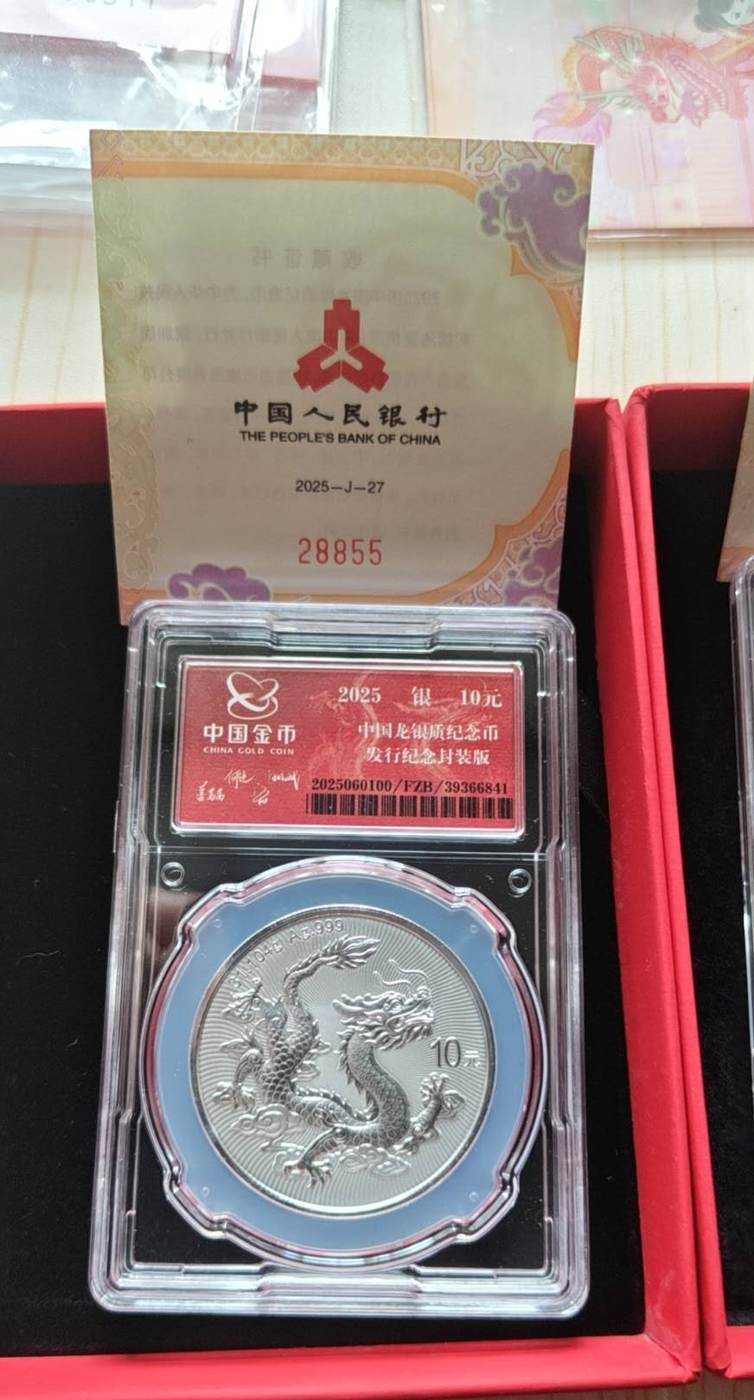 中国人民银行
THE PEOPLE'S BANK OF CHINA
2025-J-27
28855
中国金币
CHINA GOLD COIN
2025 银 10元
中国龙银质纪念币
发行纪念封装版
2025060100/FZB/39366841
Ag.999
10元